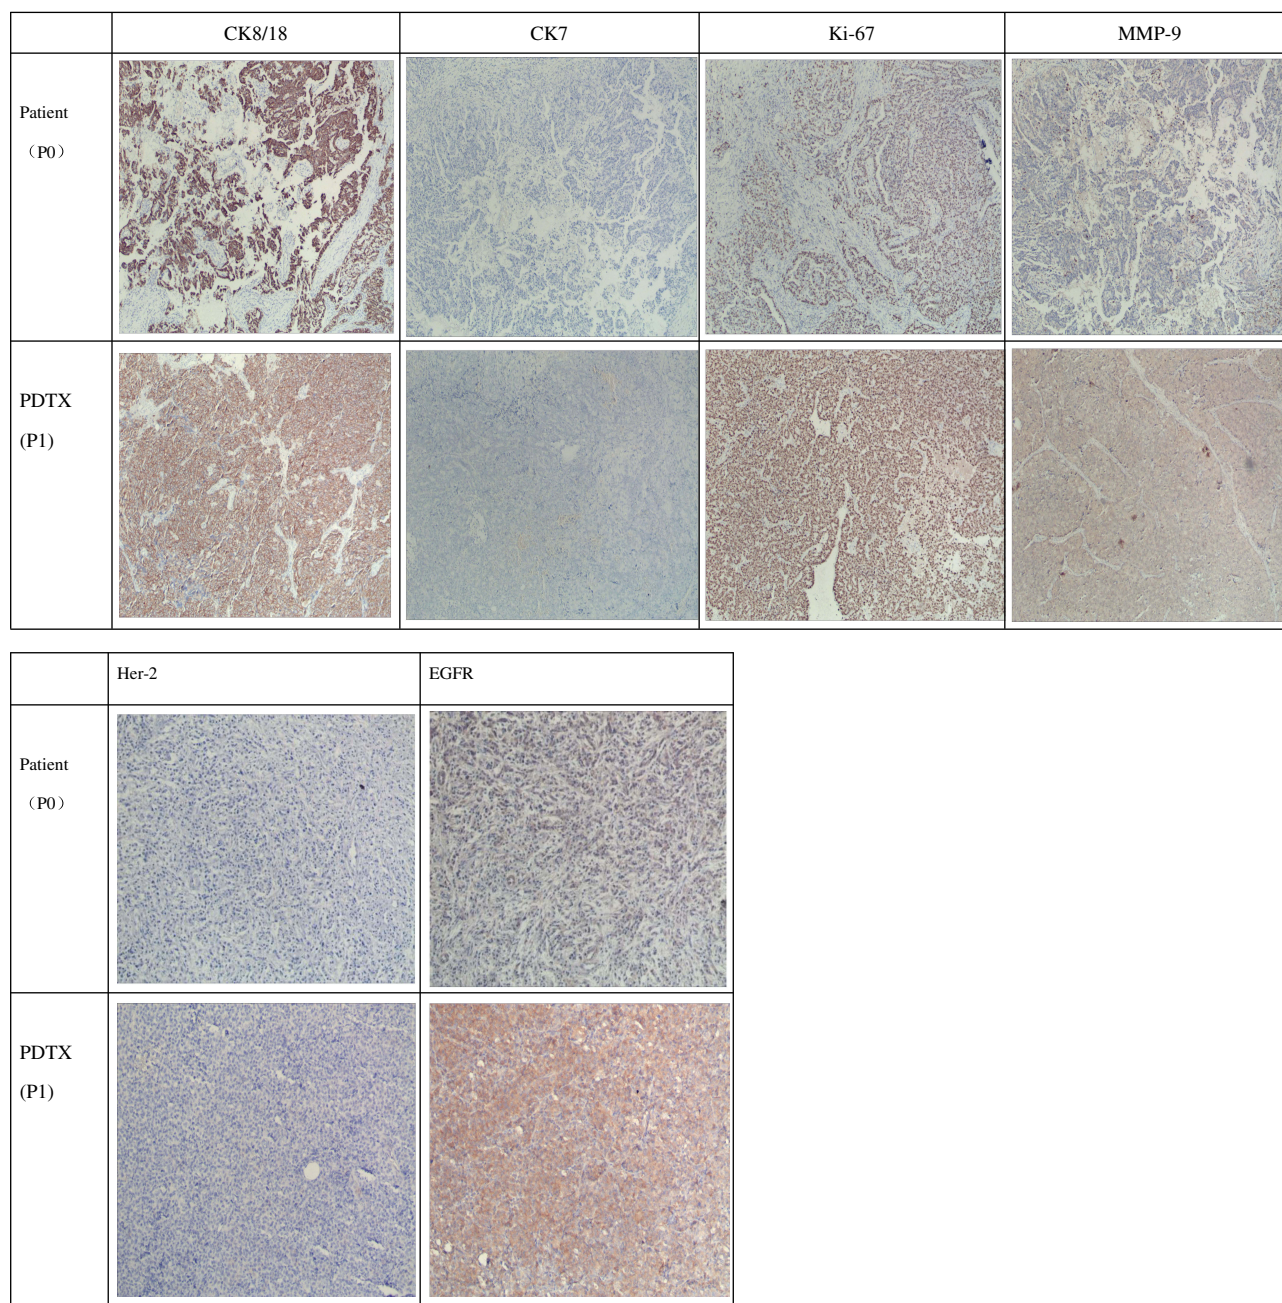 CK8/18 CK7 Ki-67 MMP-9
Patient
（P0）
PDTX
(P1)
Her-2 EGFR
Patient
（P0）
PDTX
(P1)